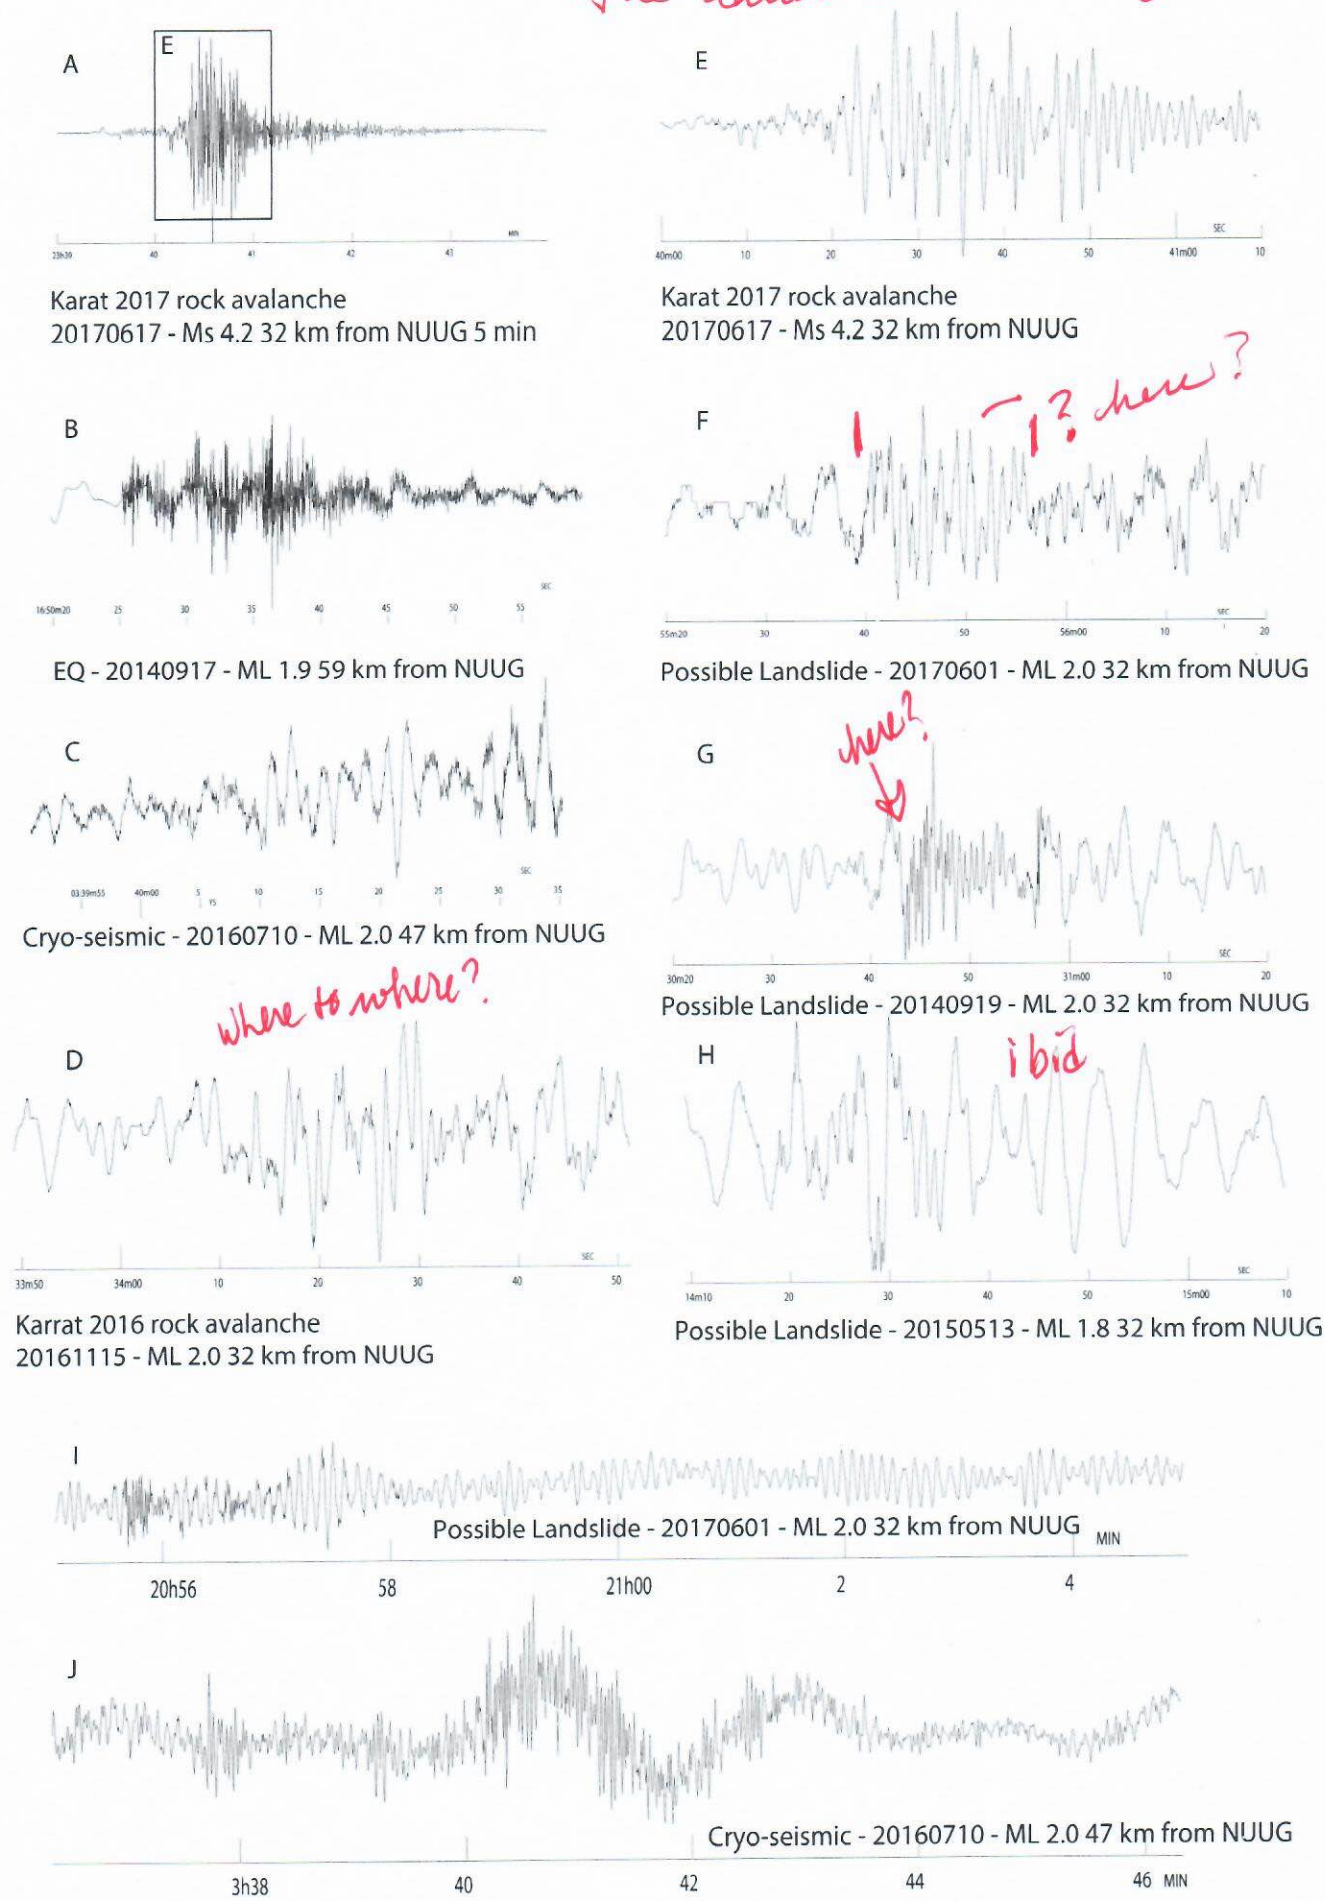 A
E
23h39 40 41 42 43 MIN
Karat 2017 rock avalanche
20170617 - Ms 4.2 32 km from NUUG 5 min
E
40m00 10 20 30 40 50 41m00 SEC 10
Karat 2017 rock avalanche
20170617 - Ms 4.2 32 km from NUUG
B
16:50m20 25 30 35 40 45 50 55 SEC
EQ - 20140917 - ML 1.9 59 km from NUUG
F
? here?
55m20 30 40 50 56m00 10 SEC 20
Possible Landslide - 20170601 - ML 2.0 32 km from NUUG
C
03:39m55 40m00 5 YS 10 15 20 25 30 SEC 35
Cryo-seismic - 20160710 - ML 2.0 47 km from NUUG
G
here?
30m20 30 40 50 31m00 10 SEC 20
Possible Landslide - 20140919 - ML 2.0 32 km from NUUG
where to where?
D
33m50 34m00 10 20 30 40 SEC 50
Karrat 2016 rock avalanche
20161115 - ML 2.0 32 km from NUUG
H
ibid
14m10 20 30 40 50 15m00 SEC 10
Possible Landslide - 20150513 - ML 1.8 32 km from NUUG
I
Possible Landslide - 20170601 - ML 2.0 32 km from NUUG
MIN
20h56 58 21h00 2 4
J
Cryo-seismic - 20160710 - ML 2.0 47 km from NUUG
3h38 40 42 44 46 MIN